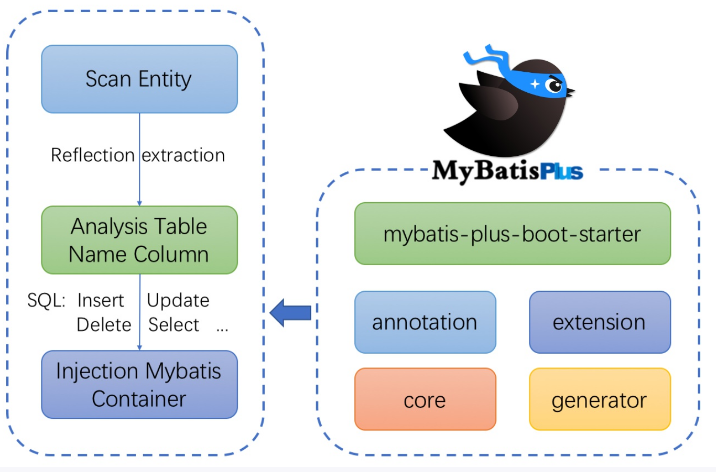 Scan Entity
Reflection extraction
Analysis Table
Name Column
SQL: Insert Update
Delete Select ...
Injection Mybatis
Container
MyBatisPlus
mybatis-plus-boot-starter
annotation
extension
core
generator